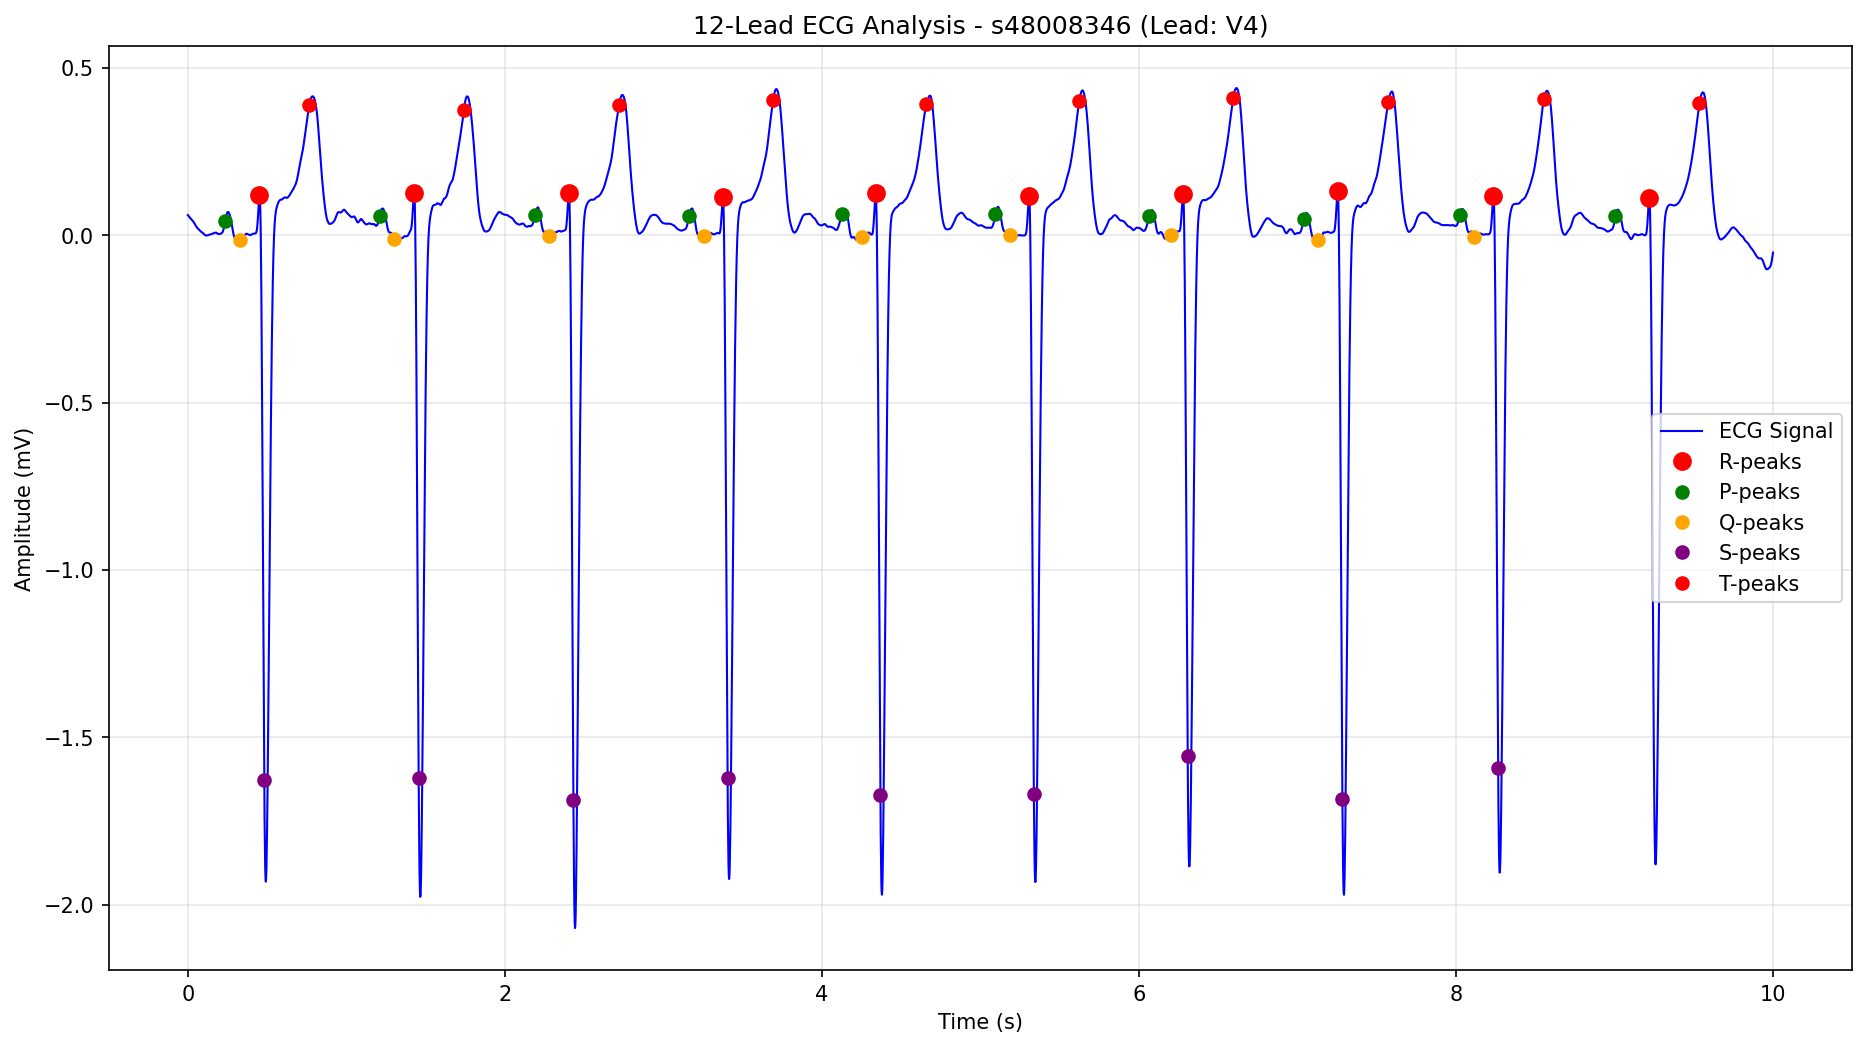 12-Lead ECG Analysis - s48008346 (Lead: V4)
Amplitude (mV)
0.5
0.0
−0.5
−1.0
−1.5
−2.0
ECG Signal
R-peaks
P-peaks
Q-peaks
S-peaks
T-peaks
0 2 4 6 8 10
Time (s)